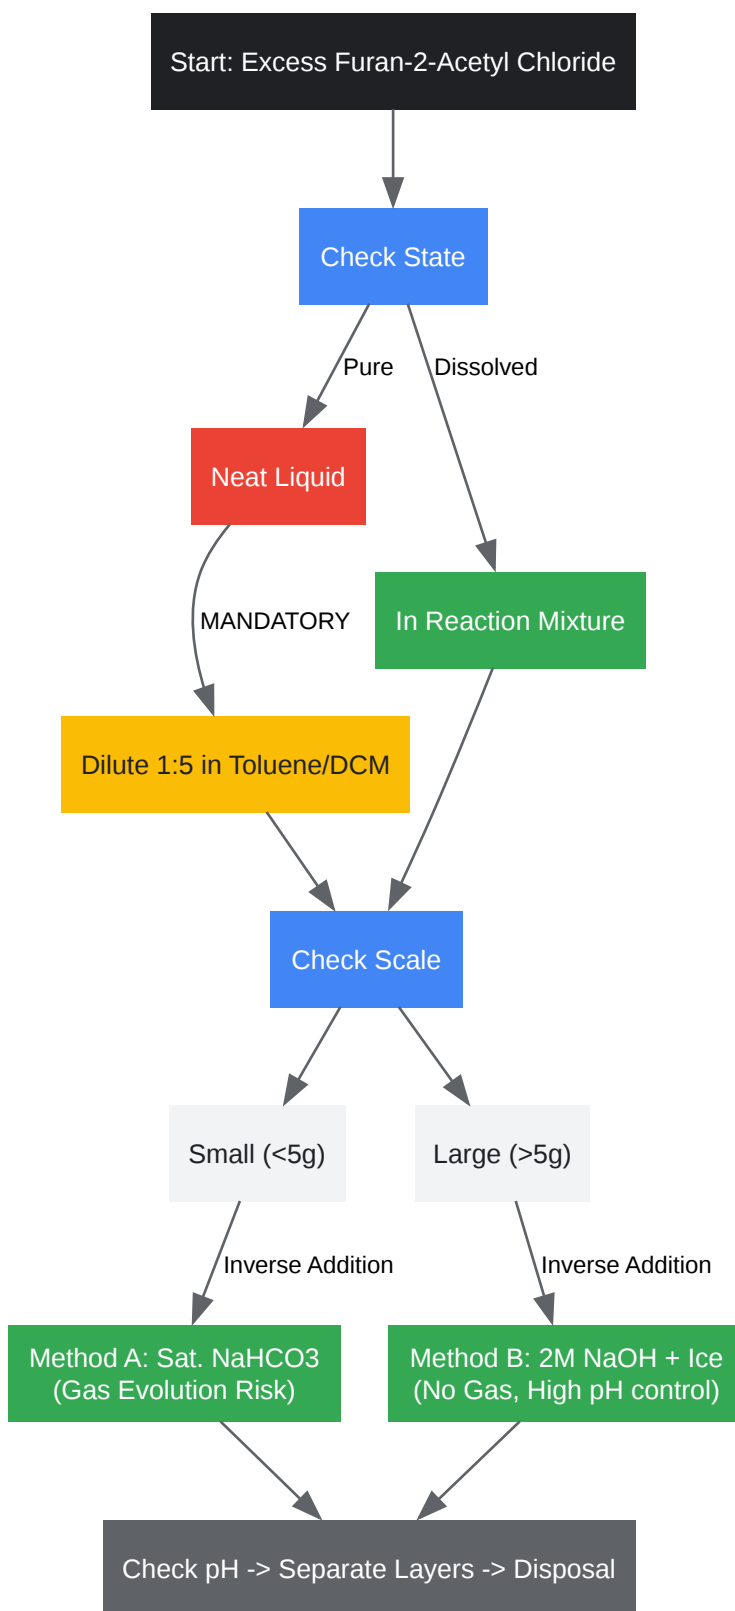 Start: Excess Furan-2-Acetyl Chloride
Check State
Pure
Dissolved
Neat Liquid
MANDATORY
In Reaction Mixture
Dilute 1:5 in Toluene/DCM
Check Scale
Small (<5g)
Large (>5g)
Inverse Addition
Inverse Addition
Method A: Sat. NaHCO3
(Gas Evolution Risk)
Method B: 2M NaOH + Ice
(No Gas, High pH control)
Check pH -> Separate Layers -> Disposal